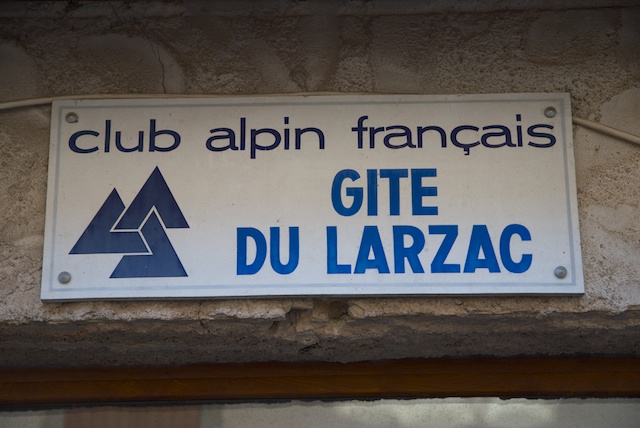 club alpin français
GITE
DU LARZAC